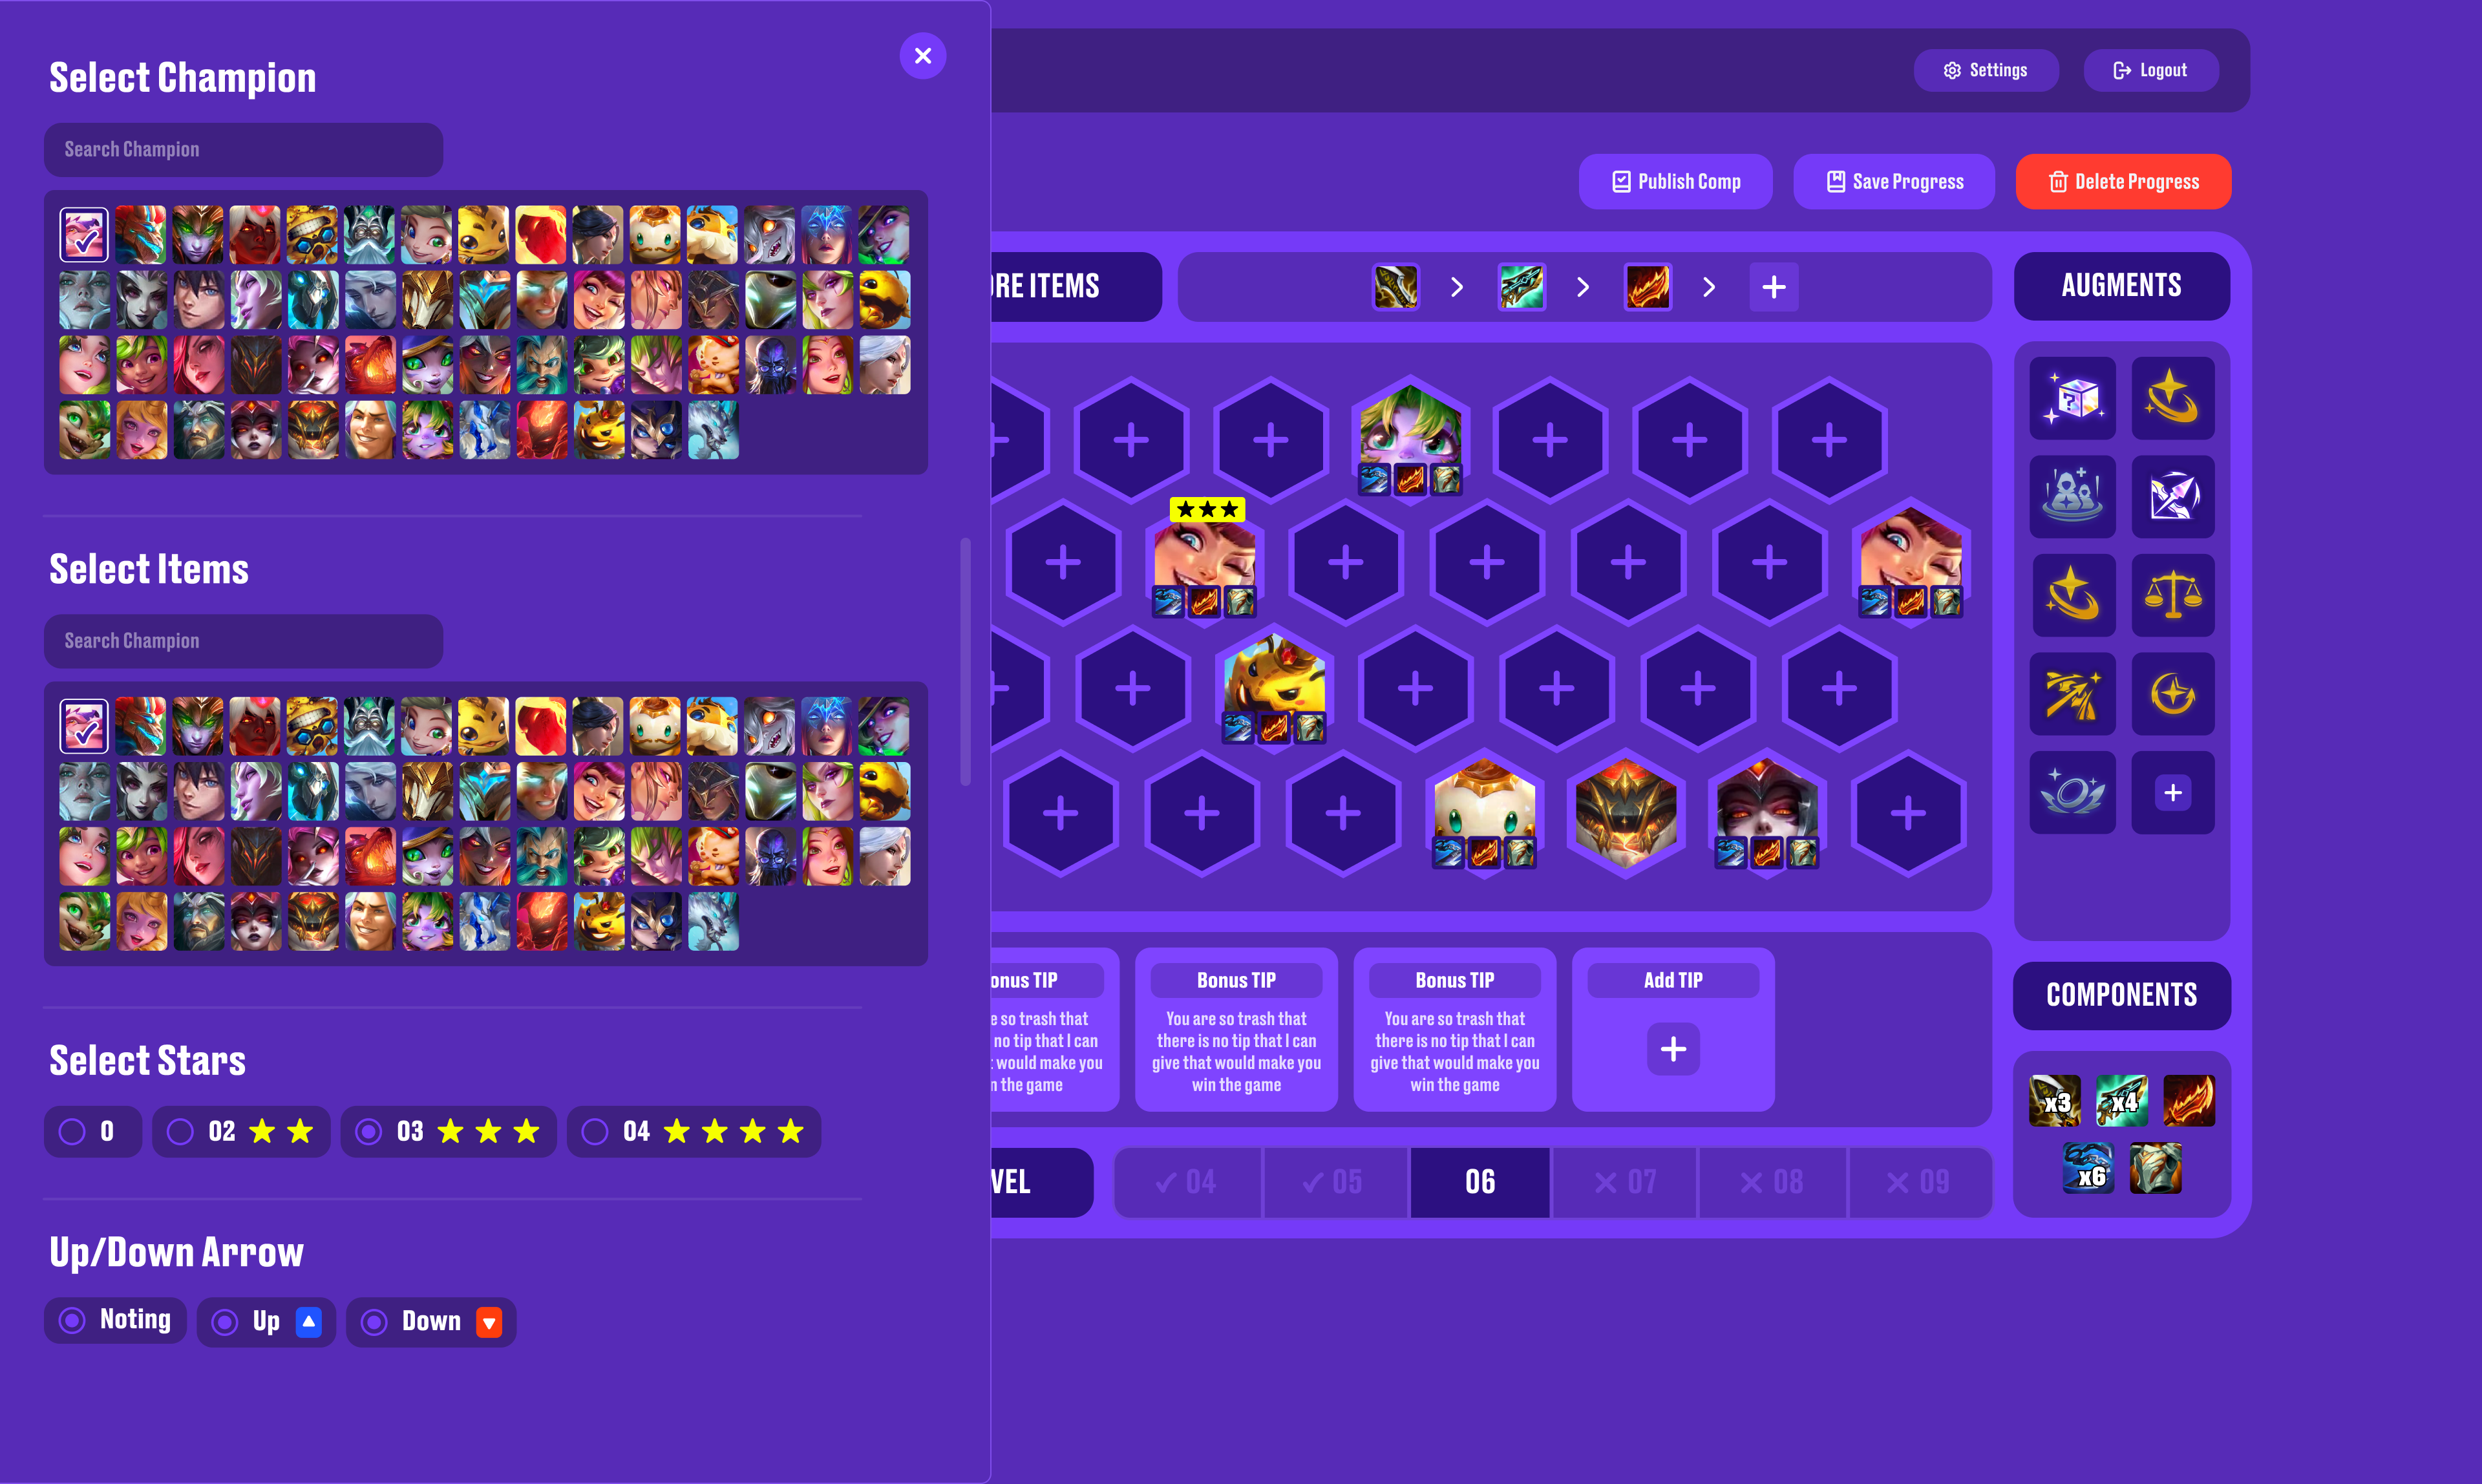 Select Champion
Search Champion
Select Items
Search Champion
Select Stars
0
02
03
04
Up/Down Arrow
Noting
Up
Down
Settings
Logout
Publish Comp
Save Progress
Delete Progress
ORE ITEMS
AUGMENTS
?
onus TIP
e so trash that
no tip that I can
t would make you
n the game
Bonus TIP
You are so trash that
there is no tip that I can
give that would make you
win the game
Bonus TIP
You are so trash that
there is no tip that I can
give that would make you
win the game
Add TIP
COMPONENTS
x3
x4
x6
VEL
04
05
06
07
08
09